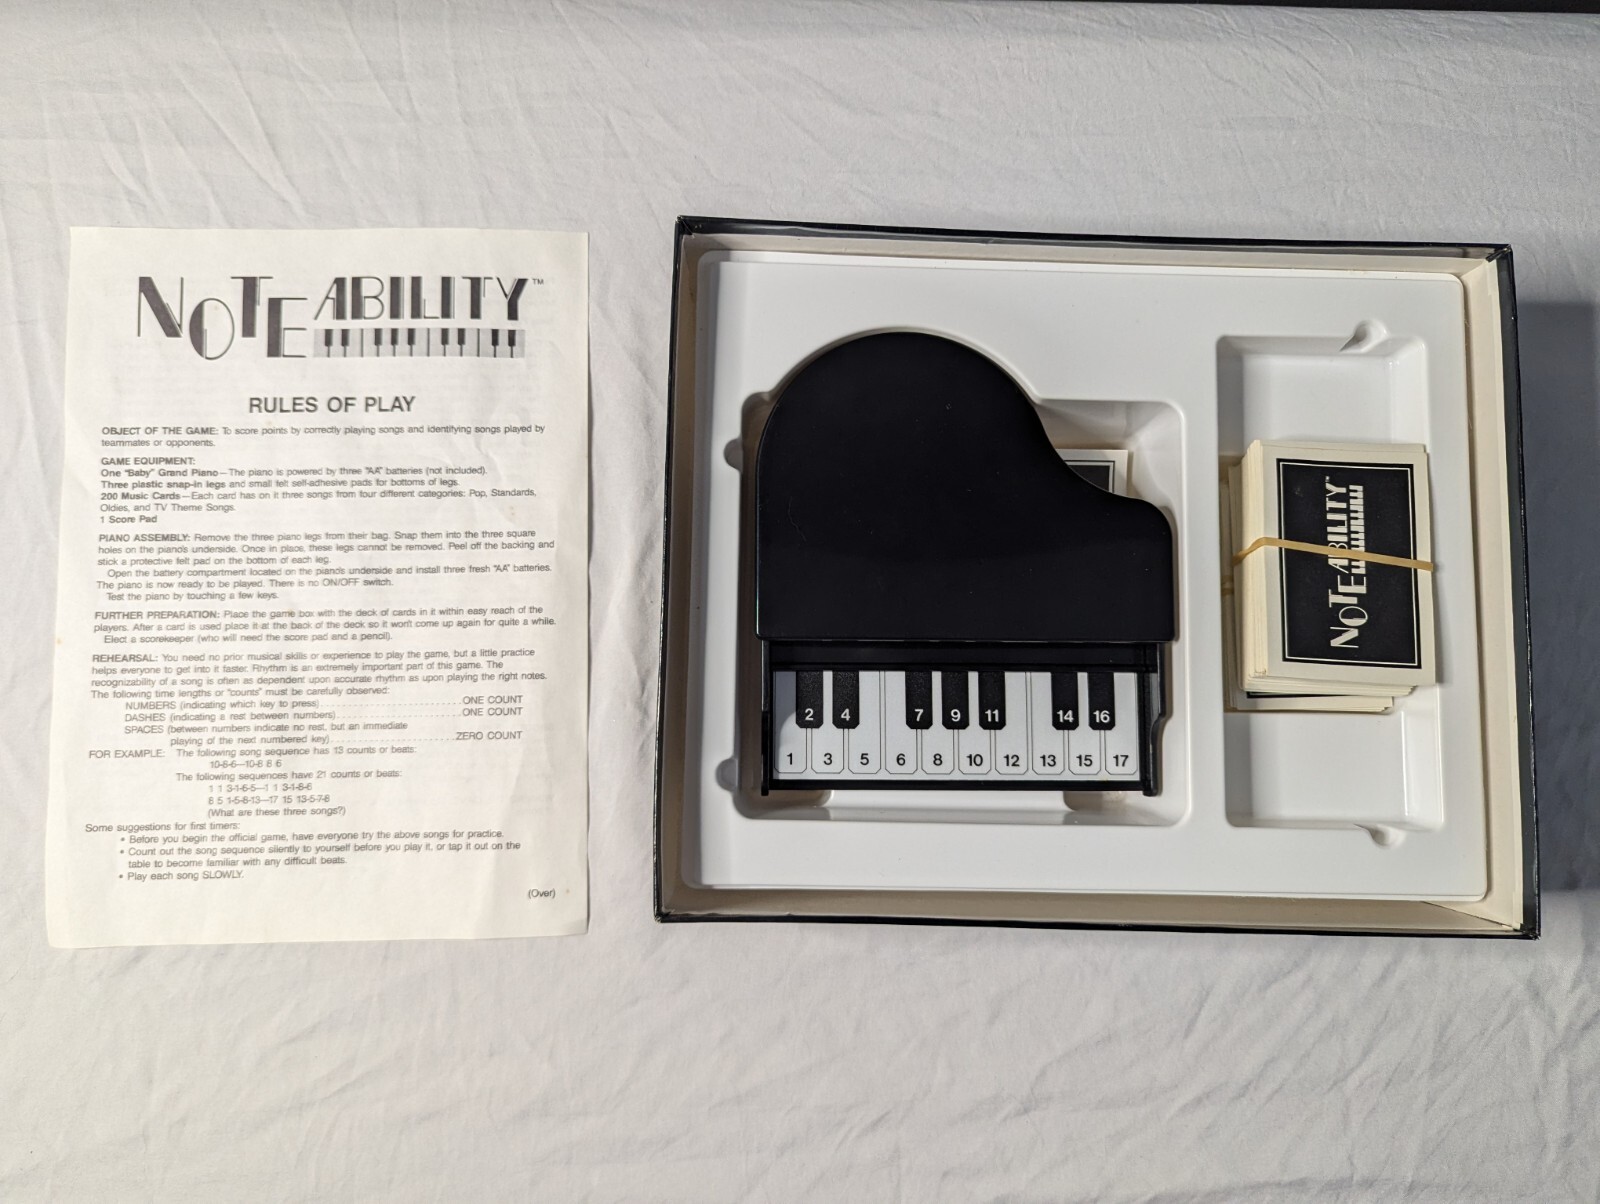 NOTE ABILITY™
RULES OF PLAY
OBJECT OF THE GAME: To score points by correctly playing songs and identifying songs played by
teammates or opponents.
GAME EQUIPMENT:
One "Baby" Grand Piano—The piano is powered by three "AA" batteries (not included).
Three plastic snap-in legs and small felt self-adhesive pads for bottoms of legs.
200 Music Cards—Each card has on it three songs from four different categories: Pop, Standards,
Oldies, and TV Theme Songs.
1 Score Pad
PIANO ASSEMBLY: Remove the three piano legs from their bag. Snap them into the three square
holes on the piano's underside. Once in place, these legs cannot be removed. Peel off the backing and
stick a protective felt pad on the bottom of each leg.
Open the battery compartment located on the piano's underside and install three fresh "AA" batteries.
The piano is now ready to be played. There is no ON/OFF switch.
Test the piano by touching a few keys.
FURTHER PREPARATION: Place the game box with the deck of cards in it within easy reach of the
players. After a card is used place it at the back of the deck so it won't come up again for quite a while.
Elect a scorekeeper (who will need the score pad and a pencil).
REHEARSAL: You need no prior musical skills or experience to play the game, but a little practice
helps everyone to get into it faster. Rhythm is an extremely important part of this game. The
recognizability of a song is often as dependent upon accurate rhythm as upon playing the right notes.
The following time lengths or "counts" must be carefully observed:
NUMBERS (indicating which key to press) ONE COUNT
DASHES (indicating a rest between numbers) ONE COUNT
SPACES (between numbers indicate no rest, but an immediate
playing of the next numbered key) ZERO COUNT
FOR EXAMPLE: The following song sequence has 13 counts or beats:
10-8-6—10-8 8 6
The following sequences have 21 counts or beats:
1 1 3-1-6-5—1 1 3-1-8-6
8 5 1-5-8-13—17 15 13-5-7-8
(What are these three songs?)
Some suggestions for first timers:
• Before you begin the official game, have everyone try the above songs for practice.
• Count out the song sequence silently to yourself before you play it, or tap it out on the
table to become familiar with any difficult beats.
• Play each song SLOWLY.
(Over)
2 4 7 9 11 14 16
1 3 5 6 8 10 12 13 15 17
NOTE ABILITY™